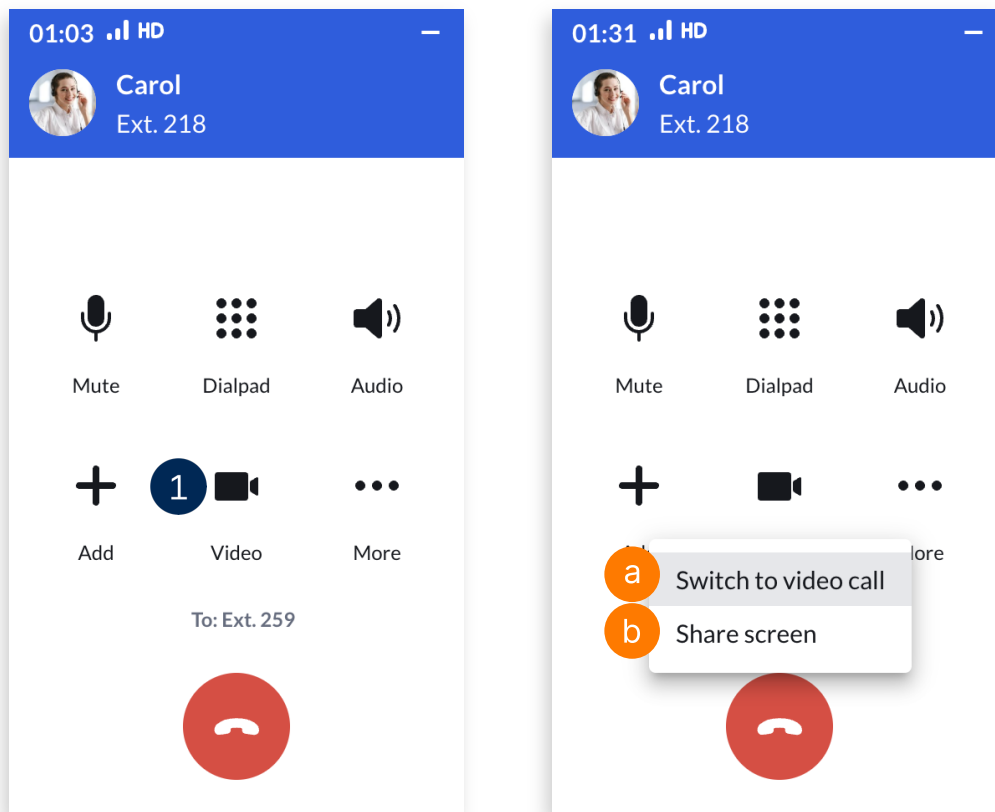 01:03 HD
Carol
Ext. 218
Mute Dialpad Audio
1
Add Video More
To: Ext. 259
01:31 HD
Carol
Ext. 218
Mute Dialpad Audio
a Switch to video call
b Share screen